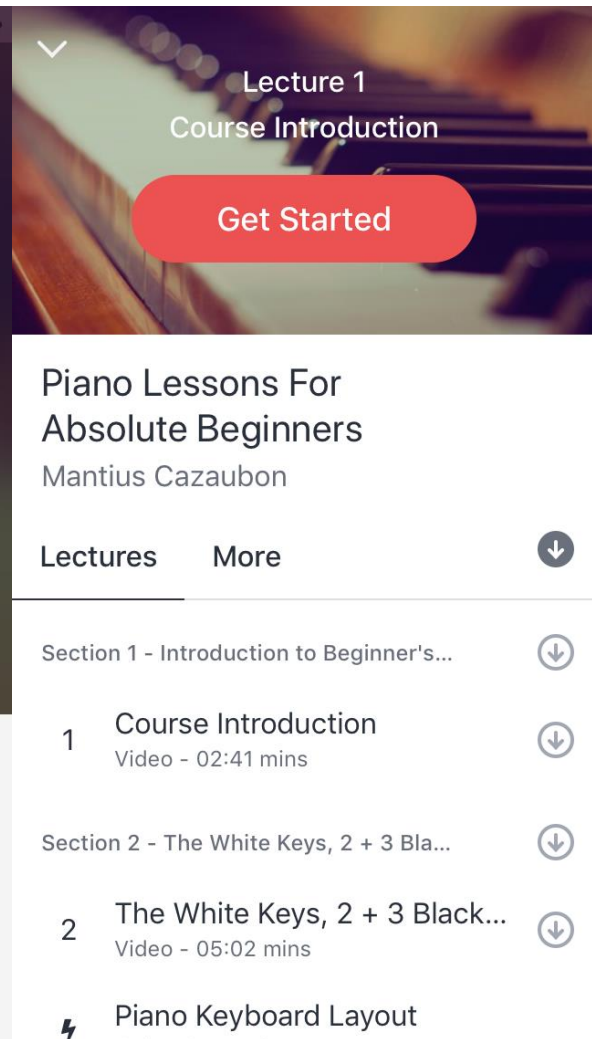 Lecture 1
Course Introduction
Get Started
Piano Lessons For
Absolute Beginners
Mantius Cazaubon
Lectures More
Section 1 - Introduction to Beginner's...
1 Course Introduction
Video - 02:41 mins
Section 2 - The White Keys, 2 + 3 Bla...
2 The White Keys, 2 + 3 Black...
Video - 05:02 mins
Piano Keyboard Layout